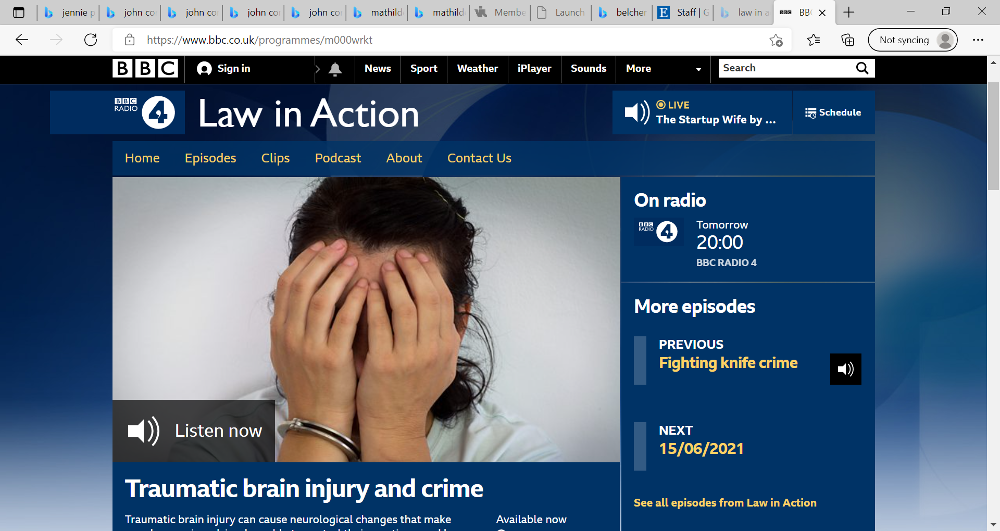 jennie p
john co
john co
john co
john co
mathild
mathild
Membe
Launch
belcher
Staff | G
law in a
BBC
BB
https://www.bbc.co.uk/programmes/m000wrkt
Not syncing
BBC
Sign in
News
Sport
Weather
iPlayer
Sounds
More
Search
BBC
RADIO 4
Law in Action
LIVE
The Startup Wife by ...
Schedule
Home
Episodes
Clips
Podcast
About
Contact Us
Listen now
Traumatic brain injury and crime
Traumatic brain injury can cause neurological changes that make
Available now
On radio
BBC
RADIO 4
Tomorrow
20:00
BBC RADIO 4
More episodes
PREVIOUS
Fighting knife crime
NEXT
15/06/2021
See all episodes from Law in Action